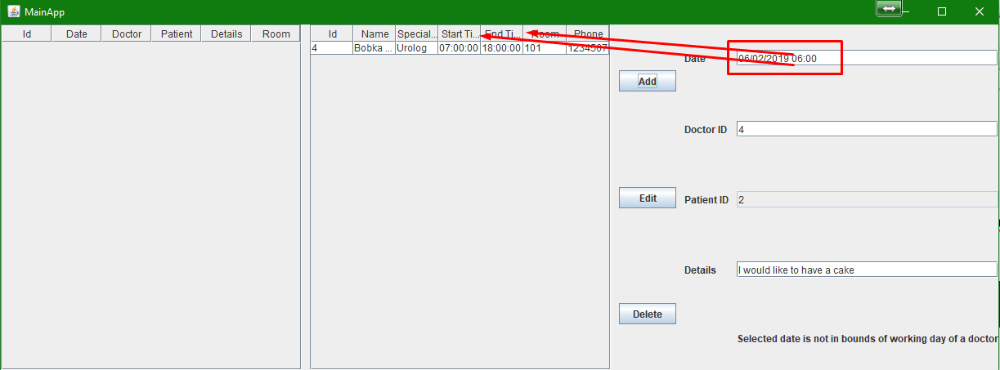 MainApp
Id Date Doctor Patient Details Room
Id Name Special... Start Ti... End Ti... Room Phone
4 Bobka ... Urolog 07:00:00 18:00:00 101 1234567
Date 06/02/2019 06:00
Add
Doctor ID 4
Edit Patient ID 2
Details I would like to have a cake
Delete
Selected date is not in bounds of working day of a doctor